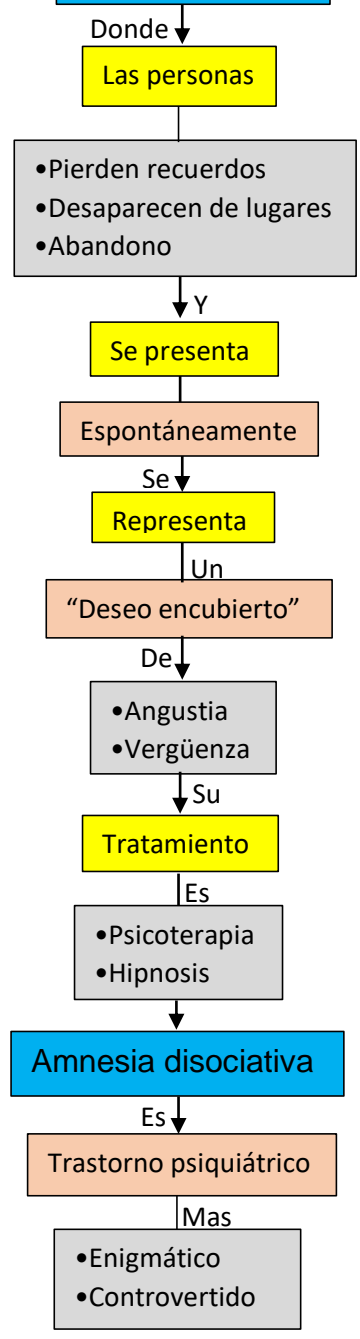 Donde
Las personas
•Pierden recuerdos
•Desaparecen de lugares
•Abandono
Y
Se presenta
Espontáneamente
Se
Representa
Un
“Deseo encubierto”
De
•Angustia
•Vergüenza
Su
Tratamiento
Es
•Psicoterapia
•Hipnosis
Amnesia disociativa
Es
Trastorno psiquiátrico
Mas
•Enigmático
•Controvertido